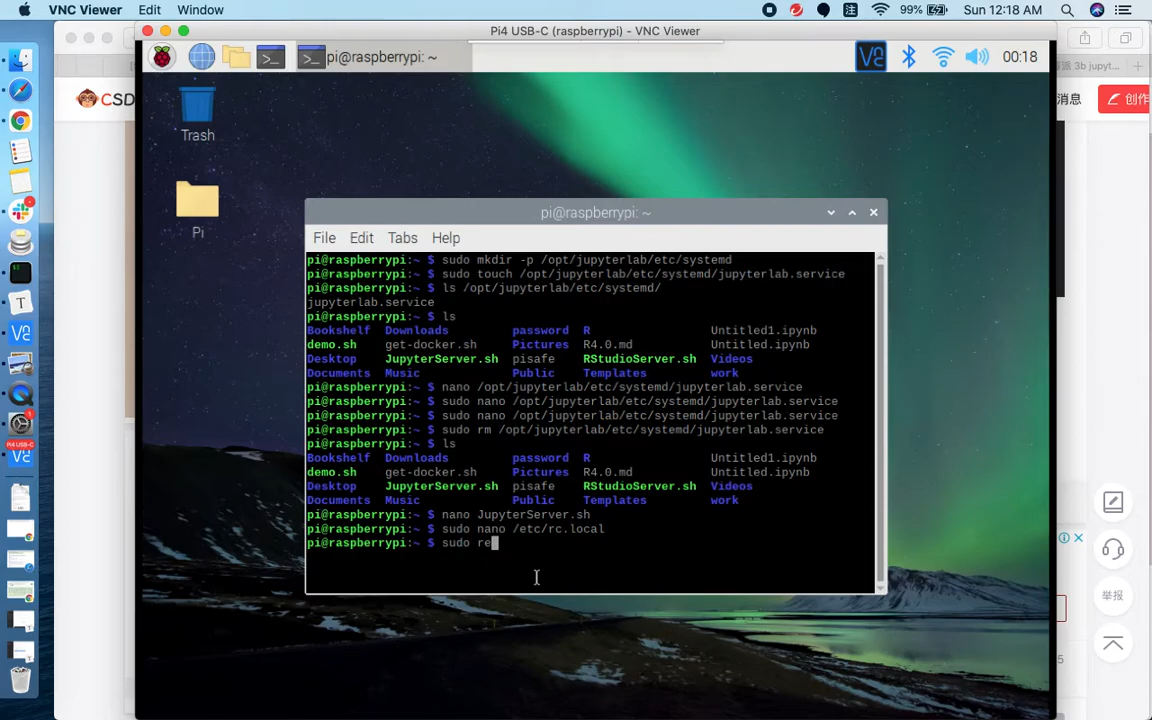 VNC Viewer Edit Window 99% Sun 12:18 AM
Pi4 USB-C (raspberrypi) - VNC Viewer
pi@raspberrypi: ~ 00:18
3b jupyt...
CSD 消息 创作
Trash
Pi
pi@raspberrypi: ~
File Edit Tabs Help
pi@raspberrypi:~ $ sudo mkdir -p /opt/jupyterlab/etc/systemd
pi@raspberrypi:~ $ sudo touch /opt/jupyterlab/etc/systemd/jupyterlab.service
pi@raspberrypi:~ $ ls /opt/jupyterlab/etc/systemd/
jupyterlab.service
pi@raspberrypi:~ $ ls
Bookshelf Downloads password R Untitled1.ipynb
demo.sh get-docker.sh Pictures R4.0.md Untitled.ipynb
Desktop JupyterServer.sh pisafe RStudioServer.sh Videos
Documents Music Public Templates work
pi@raspberrypi:~ $ nano /opt/jupyterlab/etc/systemd/jupyterlab.service
pi@raspberrypi:~ $ sudo nano /opt/jupyterlab/etc/systemd/jupyterlab.service
pi@raspberrypi:~ $ sudo nano /opt/jupyterlab/etc/systemd/jupyterlab.service
pi@raspberrypi:~ $ sudo rm /opt/jupyterlab/etc/systemd/jupyterlab.service
pi@raspberrypi:~ $ ls
Bookshelf Downloads password R Untitled1.ipynb
demo.sh get-docker.sh Pictures R4.0.md Untitled.ipynb
Desktop JupyterServer.sh pisafe RStudioServer.sh Videos
Documents Music Public Templates work
pi@raspberrypi:~ $ nano JupyterServer.sh
pi@raspberrypi:~ $ sudo nano /etc/rc.local
pi@raspberrypi:~ $ sudo re
举报